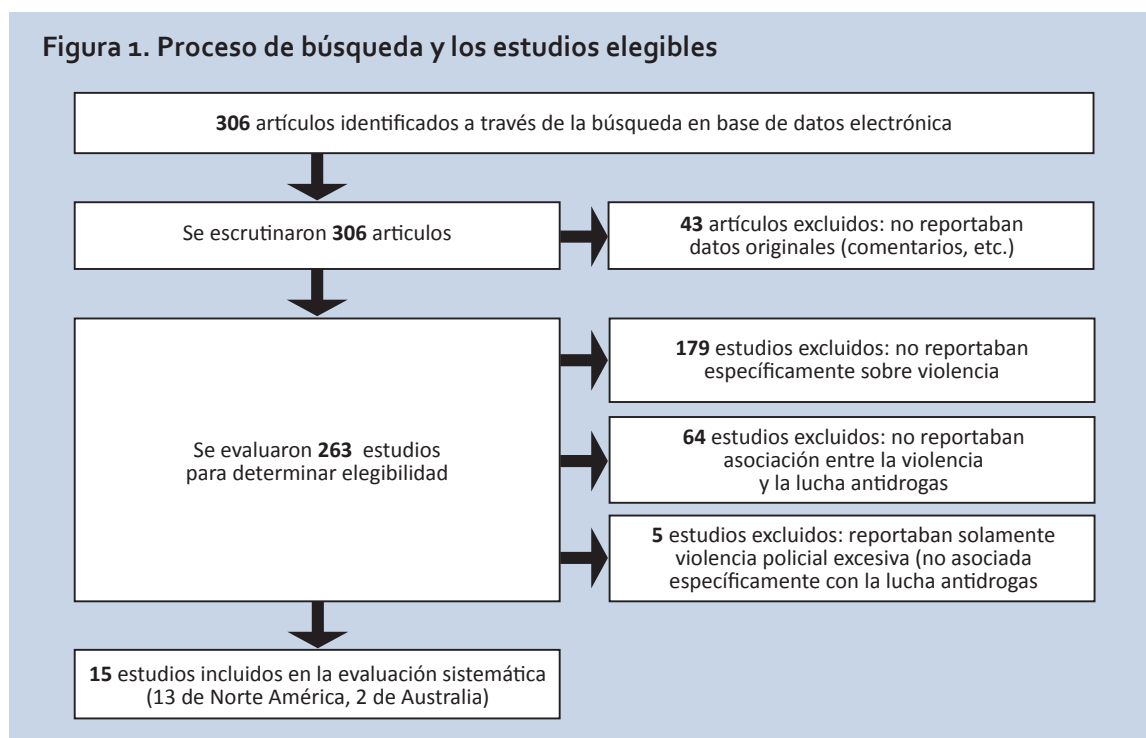 Figura 1. Proceso de búsqueda y los estudios elegibles
306 artículos identificados a través de la búsqueda en base de datos electrónica
Se escrutinaron 306 articulos
43 artículos excluidos: no reportaban
datos originales (comentarios, etc.)
179 estudios excluidos: no reportaban
específicamente sobre violencia
Se evaluaron 263 estudios
para determinar elegibilidad
64 estudios excluidos: no reportaban
asociación entre la violencia
y la lucha antidrogas
5 estudios excluidos: reportaban solamente
violencia policial excesiva (no asociada
específicamente con la lucha antidrogas
15 estudios incluidos en la evaluación sistemática
(13 de Norte América, 2 de Australia)